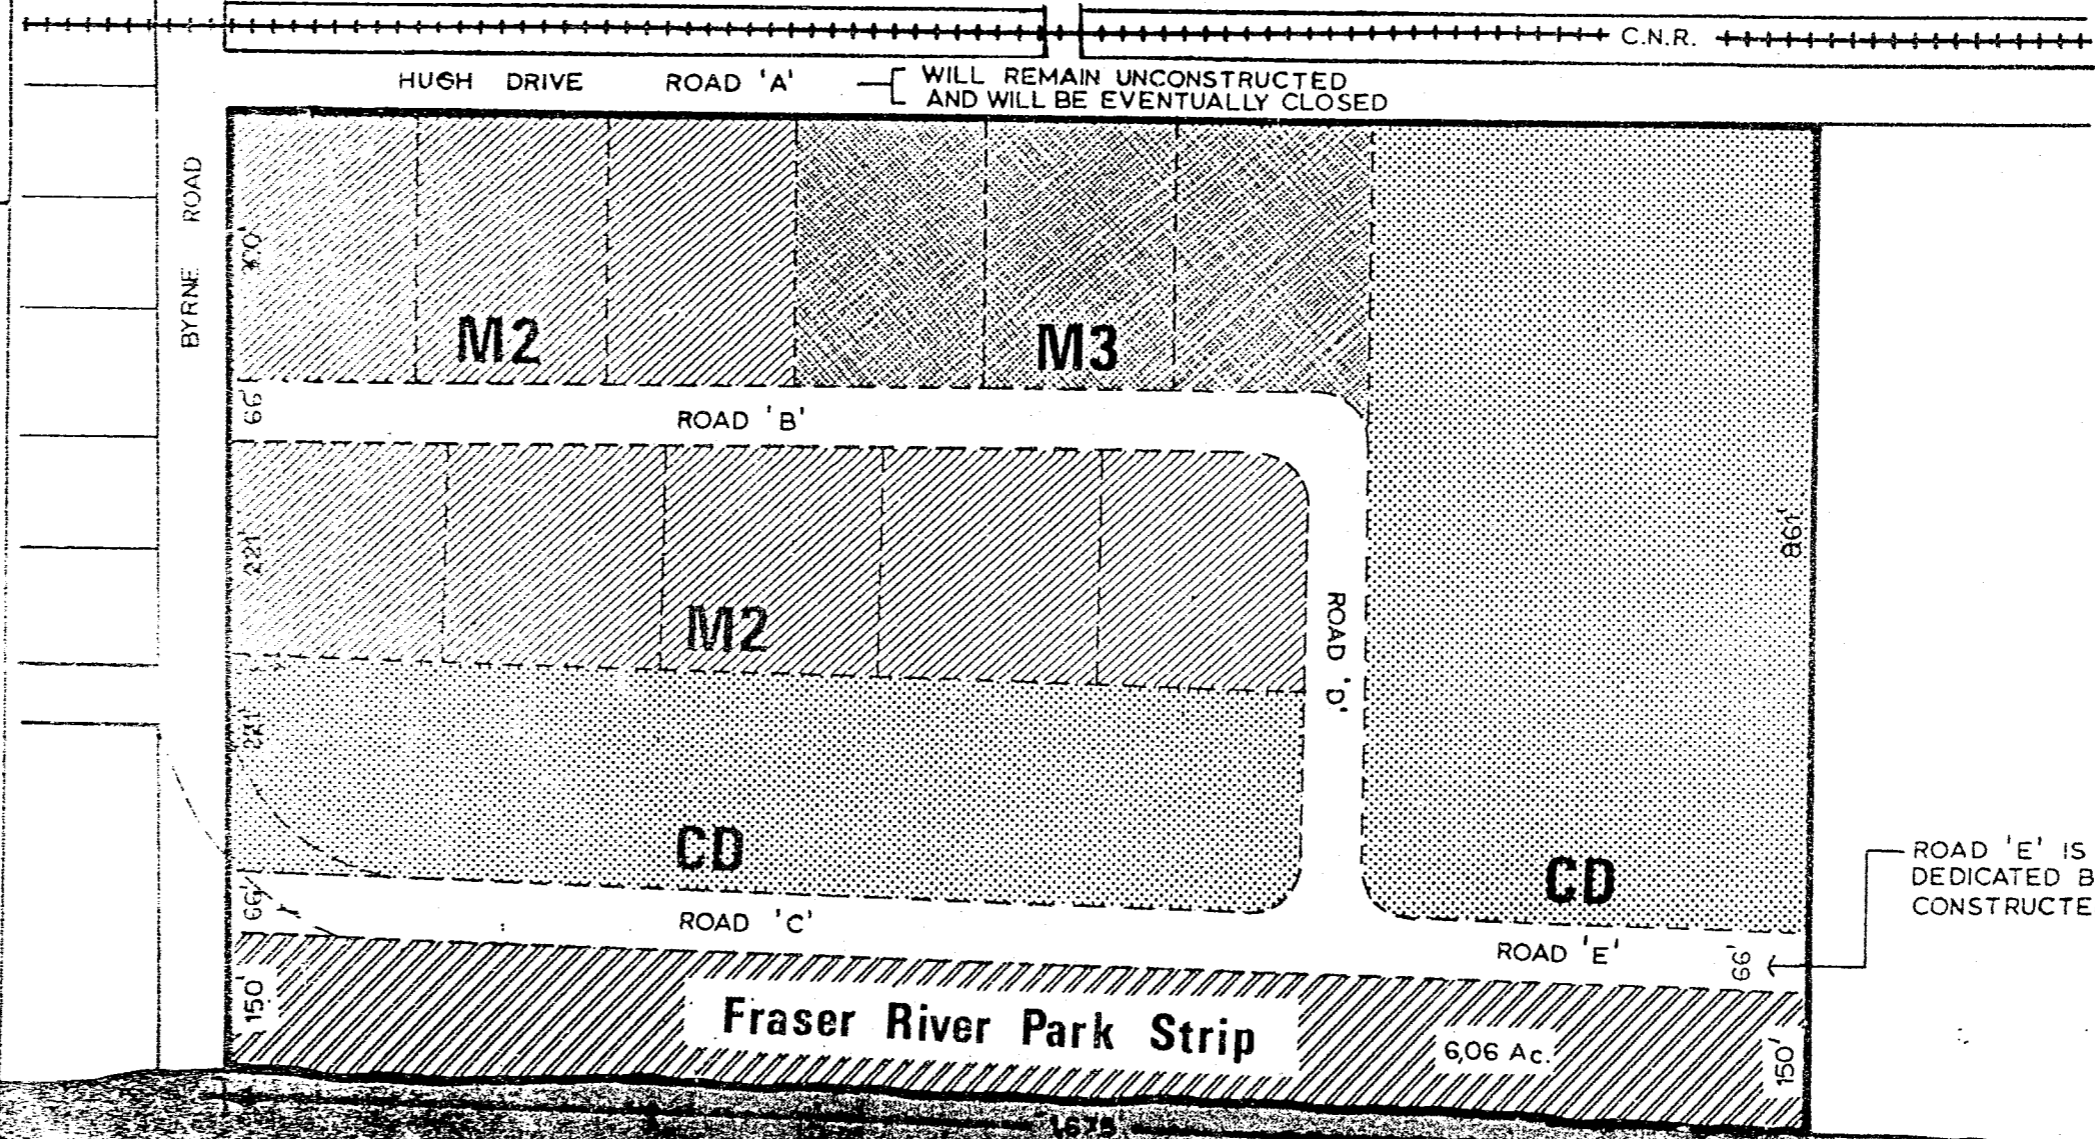 C.N.R.
HUGH DRIVE ROAD 'A' WILL REMAIN UNCONSTRUCTED
AND WILL BE EVENTUALLY CLOSED
BYRNE ROAD
M2
M3
66'
ROAD 'B'
221'
861'
M2
ROAD 'D'
221'
CD
CD
ROAD 'E' IS
DEDICATED B
CONSTRUCTE
66'
ROAD 'C'
ROAD 'E'
66'
150'
Fraser River Park Strip
6,06 Ac.
150'
1675